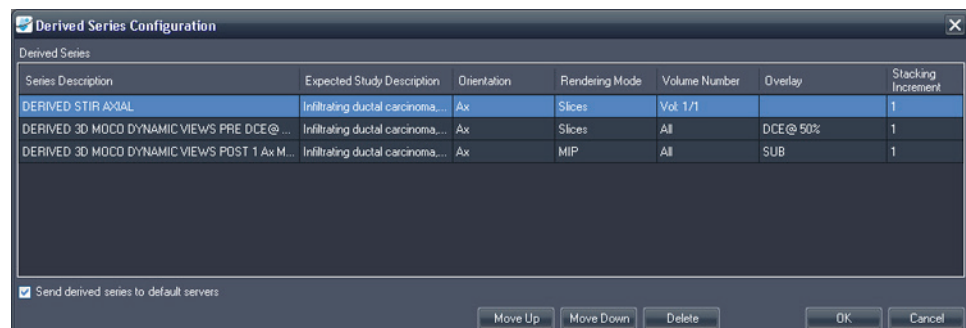 Derived Series Configuration
Derived Series
Series Description Expected Study Description Orientation Rendering Mode Volume Number Overlay Stacking Increment
DERIVED STIR AXIAL Infiltrating ductal carcinoma,... Ax Slices Vol: 1/1 1
DERIVED 3D MOCO DYNAMIC VIEWS PRE DCE@ ... Infiltrating ductal carcinoma,... Ax Slices All DCE@ 50% 1
DERIVED 3D MOCO DYNAMIC VIEWS POST 1 Ax M... Infiltrating ductal carcinoma,... Ax MIP All SUB 1
Send derived series to default servers
Move Up Move Down Delete OK Cancel